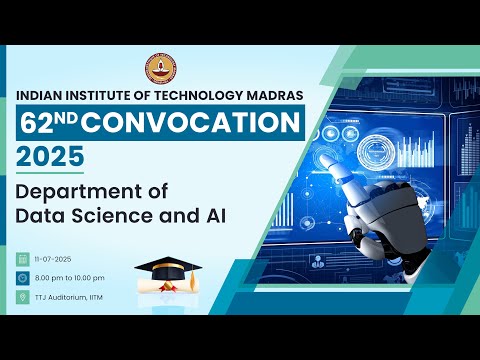 INDIAN INSTITUTE OF TECHNOLOGY MADRAS
62ND CONVOCATION
2025
Department of
Data Science and AI
11-07-2025
8.00 pm to 10.00 pm
TTJ Auditorium, IITM